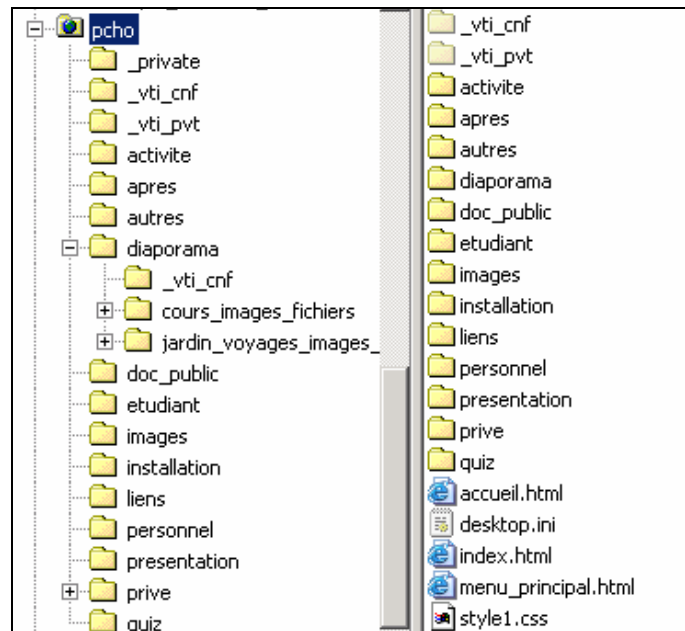 pcho
_private
_vti_cnf
_vti_pvt
activite
apres
autres
diaporama
_vti_cnf
cours_images_fichiers
jardin_voyages_images_
doc_public
etudiant
images
installation
liens
personnel
presentation
prive
quiz
_vti_cnf
_vti_pvt
activite
apres
autres
diaporama
doc_public
etudiant
images
installation
liens
personnel
presentation
prive
quiz
accueil.html
desktop.ini
index.html
menu_principal.html
style1.css